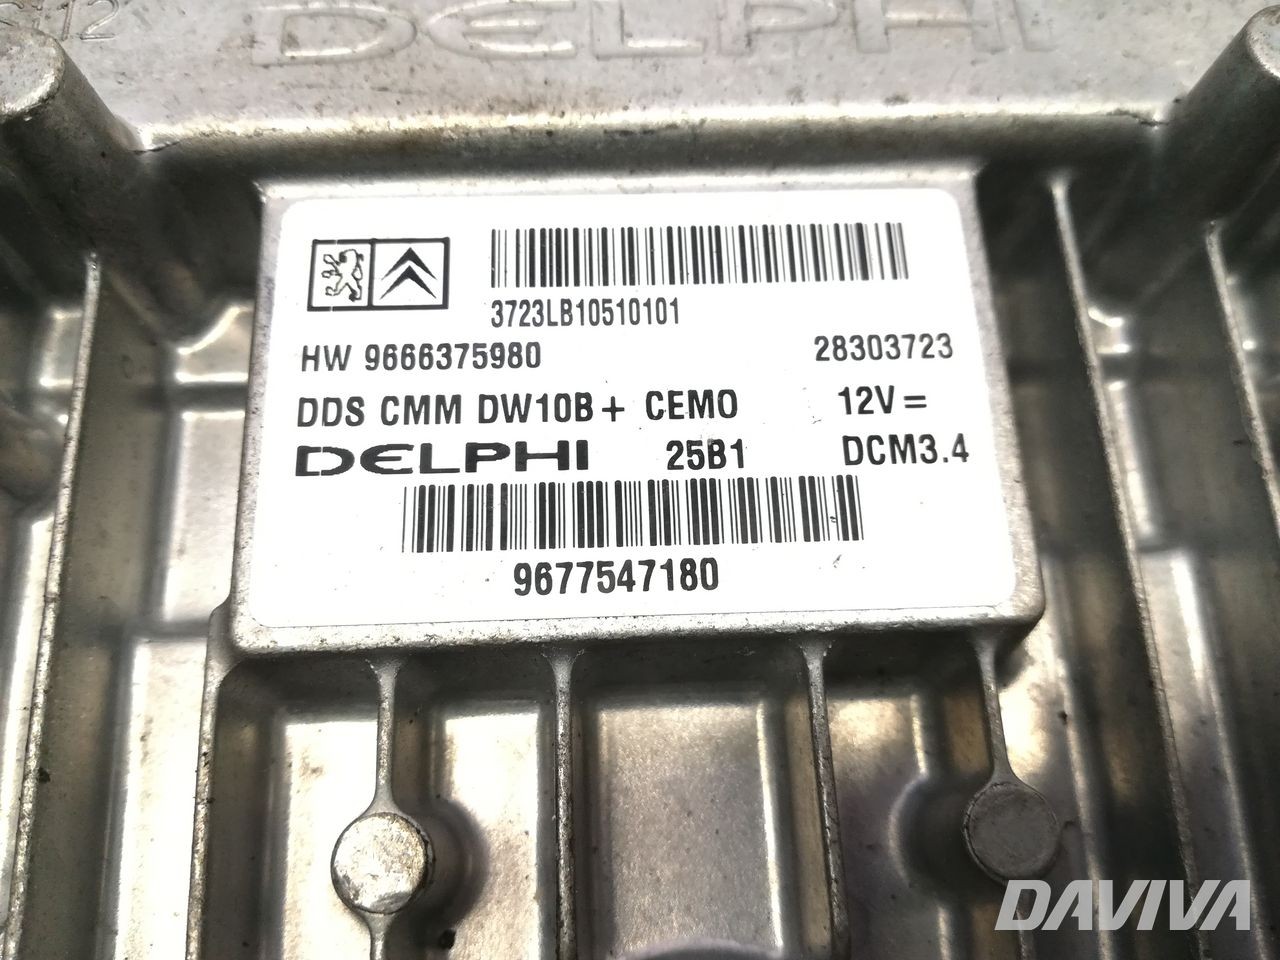 DELPHI
3723LB10510101
HW 9666375980 28303723
DDS CMM DW10B+ CEMO 12V=
DELPHI 25B1 DCM3.4
9677547180
DAVIVA